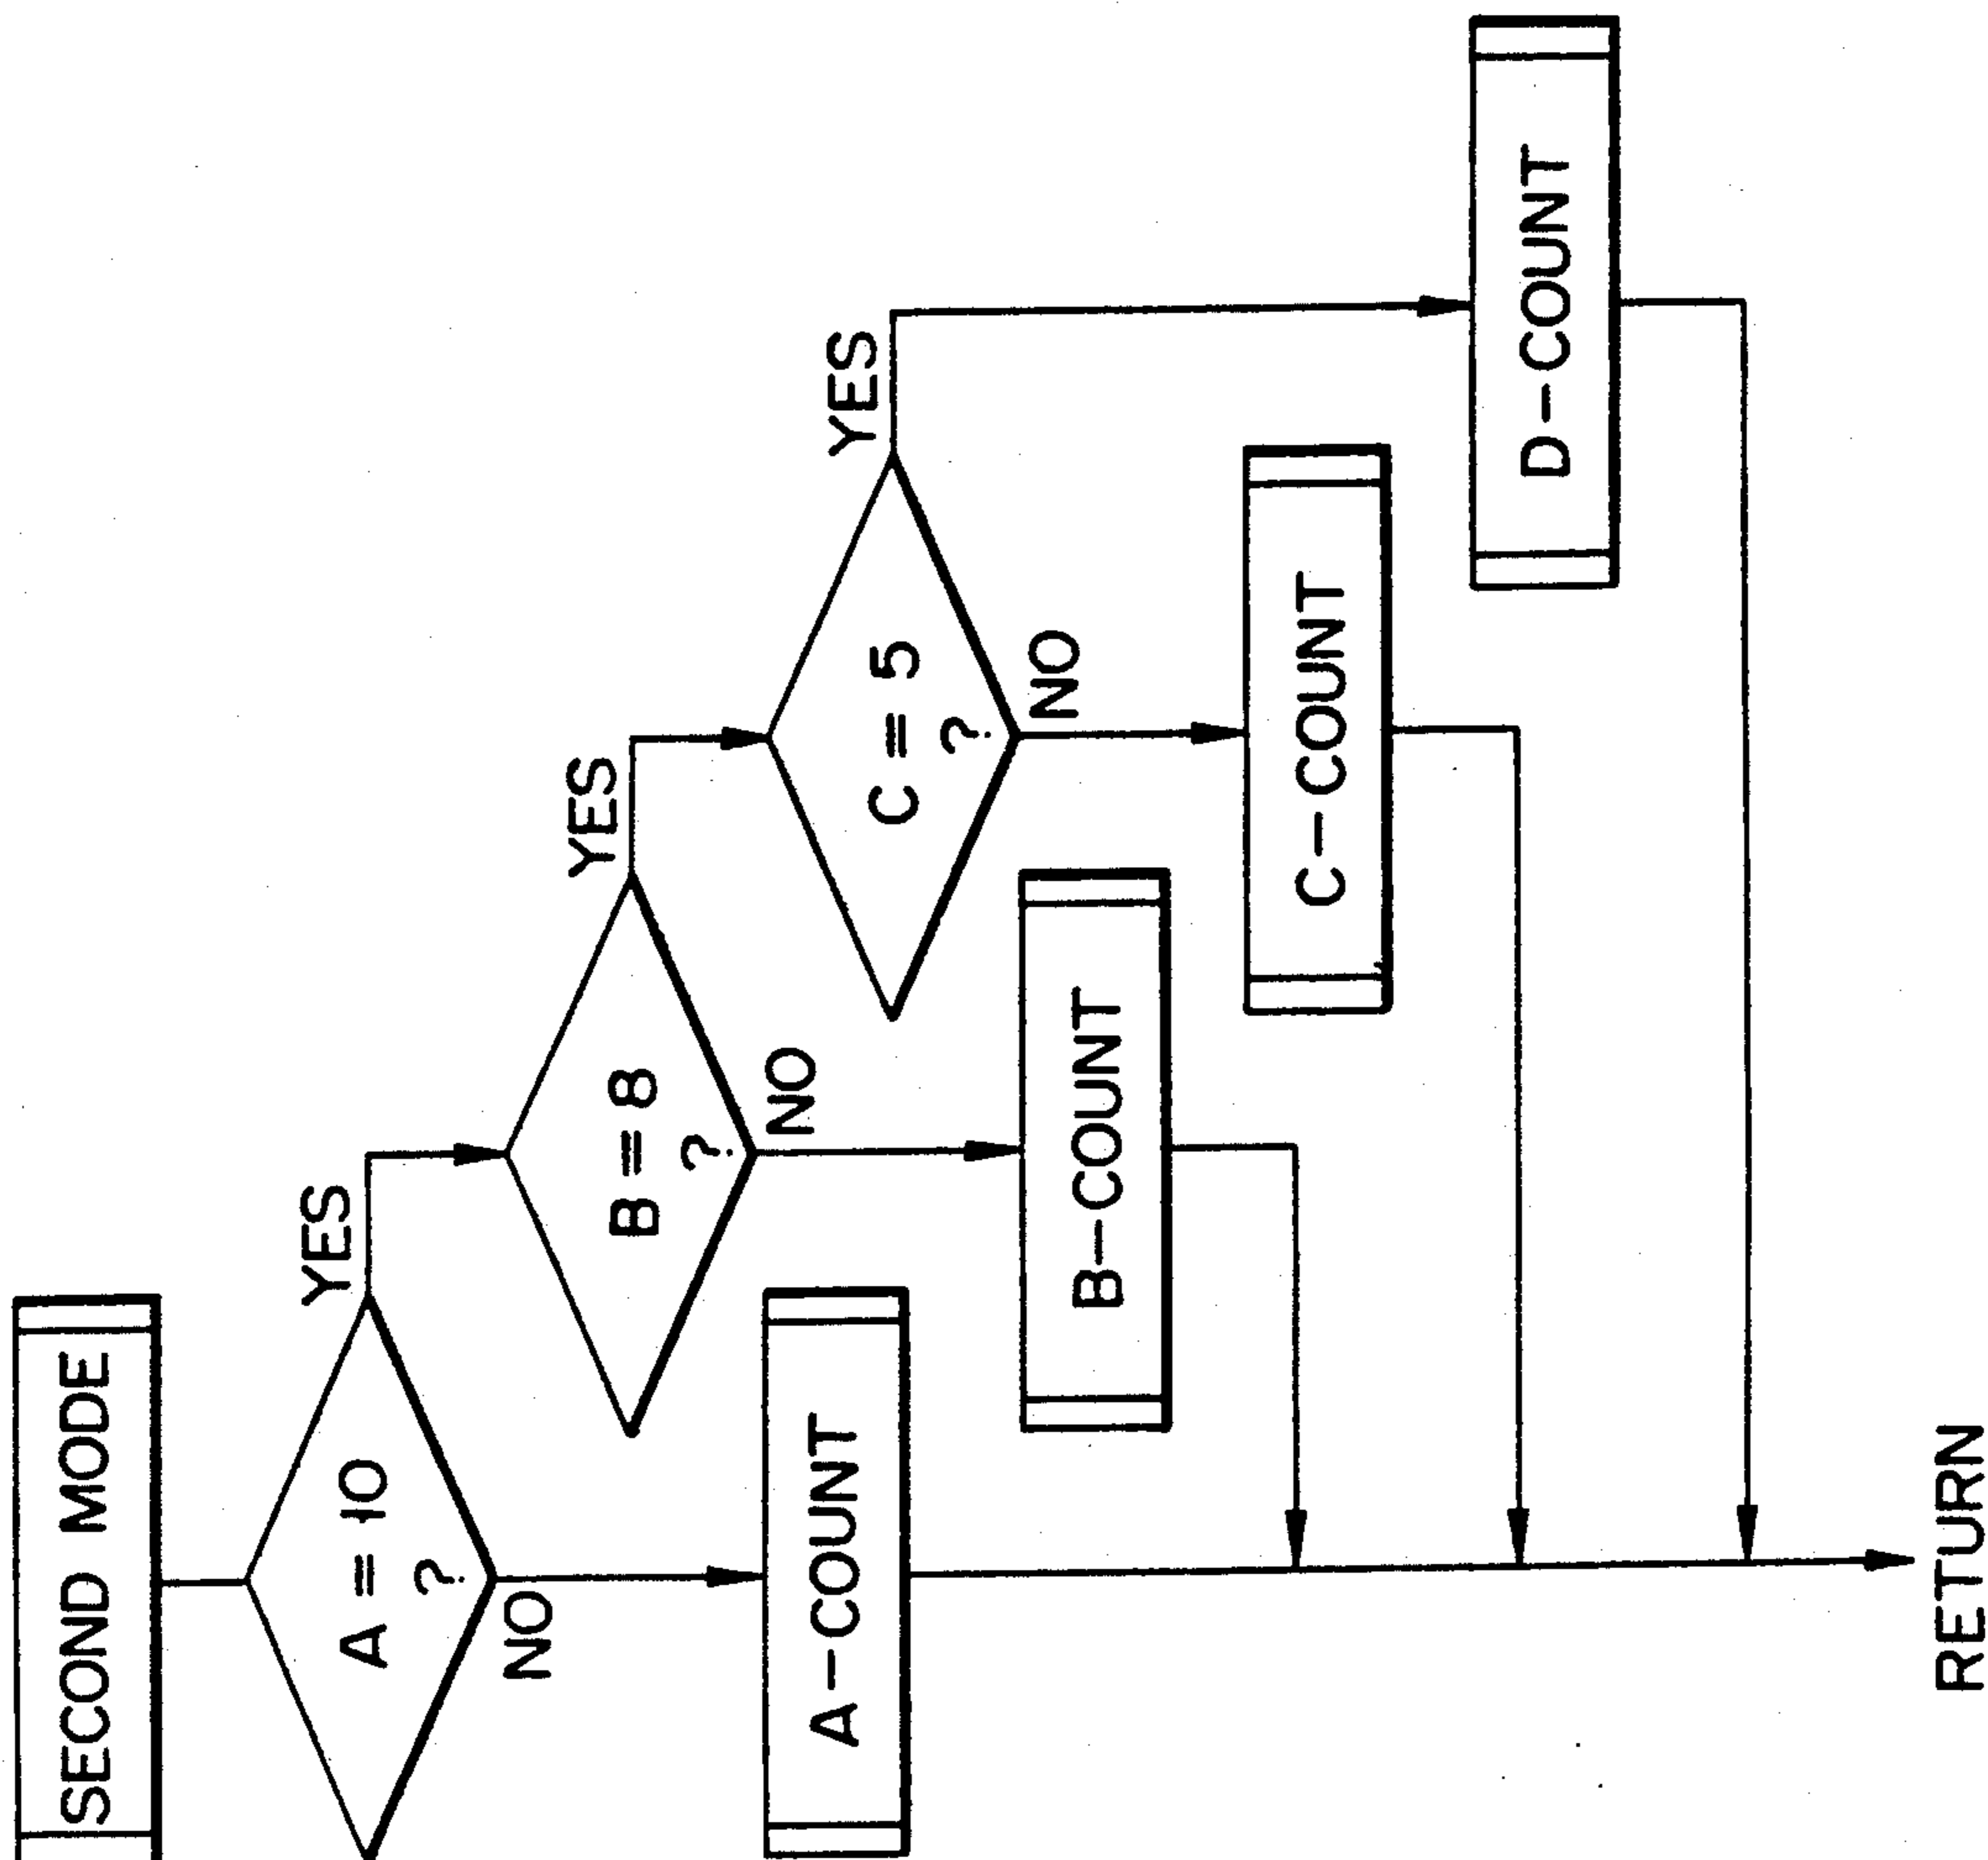 SECOND MODE
A = 10
?
YES
NO
B = 8
?
YES
NO
C = 5
?
YES
NO
A-COUNT
B-COUNT
C-COUNT
D-COUNT
RETURN